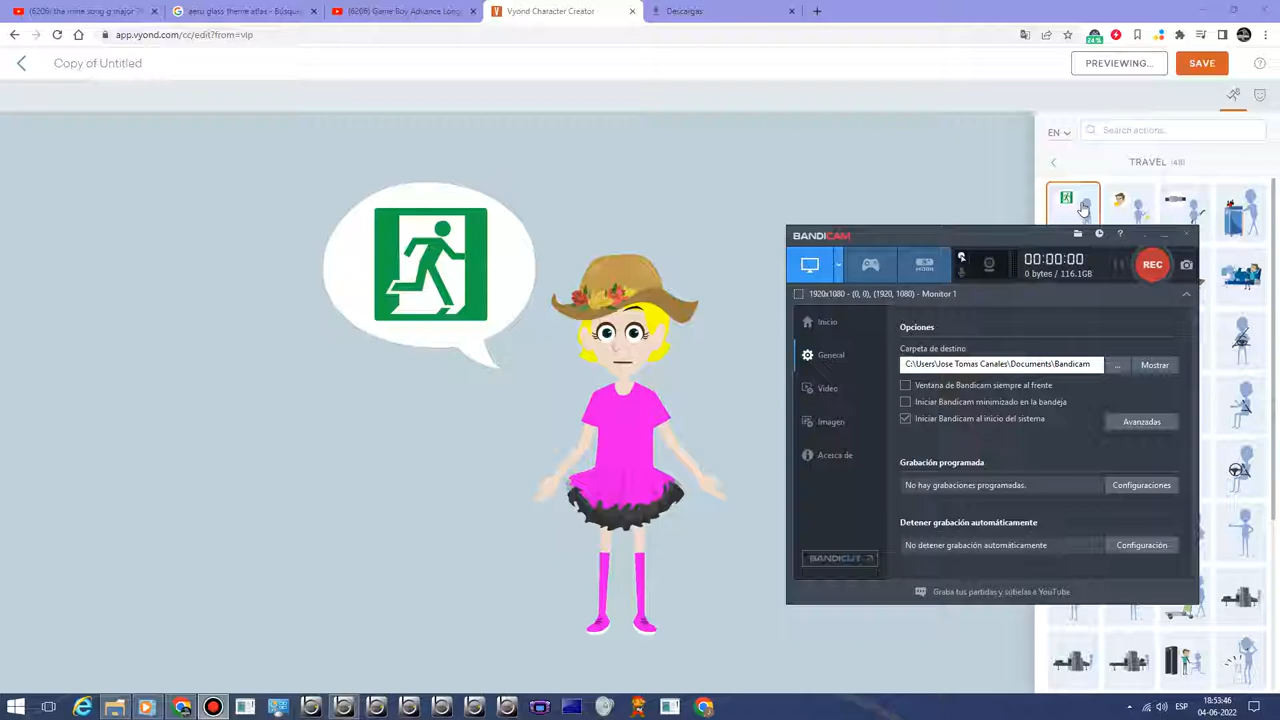 (6206) the mine song g-major 7
aero glass theme atlas - Búsqu
(6206) Game Boy Advance Long
Vyond Character Creator
Descargas
app.vyond.com/cc/edit?from=vip
24 %
Copy of Untitled
PREVIEWING...
SAVE
EN
Search actions.
TRAVEL (48)
BANDICAM
00:00:00
REC
0 bytes / 116.1GB
1920x1080 - (0, 0), (1920, 1080) - Monitor 1
Inicio
Opciones
Carpeta de destino
General
C:\Users\Jose Tomas Canales\Documents\Bandicam
...
Mostrar
Ventana de Bandicam siempre al frente
Video
Iniciar Bandicam minimizado en la bandeja
Iniciar Bandicam al inicio del sistema
Imagen
Avanzadas
Acerca de
Grabación programada
No hay grabaciones programadas.
Configuraciones
Detener grabación automáticamente
No detener grabación automáticamente
Configuración
BANDICUT
Graba tus partidas y súbelas a YouTube
ESP
18:53:46
04-06-2022